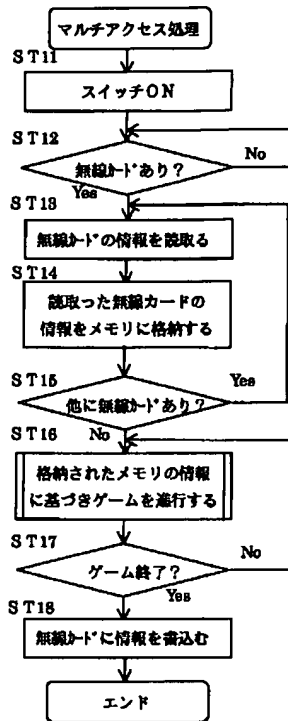 マルチアクセス処理
ST11
スイッチON
ST12
無線ｶｰﾄﾞあり？
No
Yes
ST13
無線ｶｰﾄﾞの情報を読取る
ST14
読取った無線カードの
情報をメモリに格納する
ST15
Yes
他に無線ｶｰﾄﾞあり？
ST16
No
格納されたメモリの情報
に基づきゲームを進行する
ST17
No
ゲーム終了？
Yes
ST18
無線ｶｰﾄﾞに情報を書込む
エンド